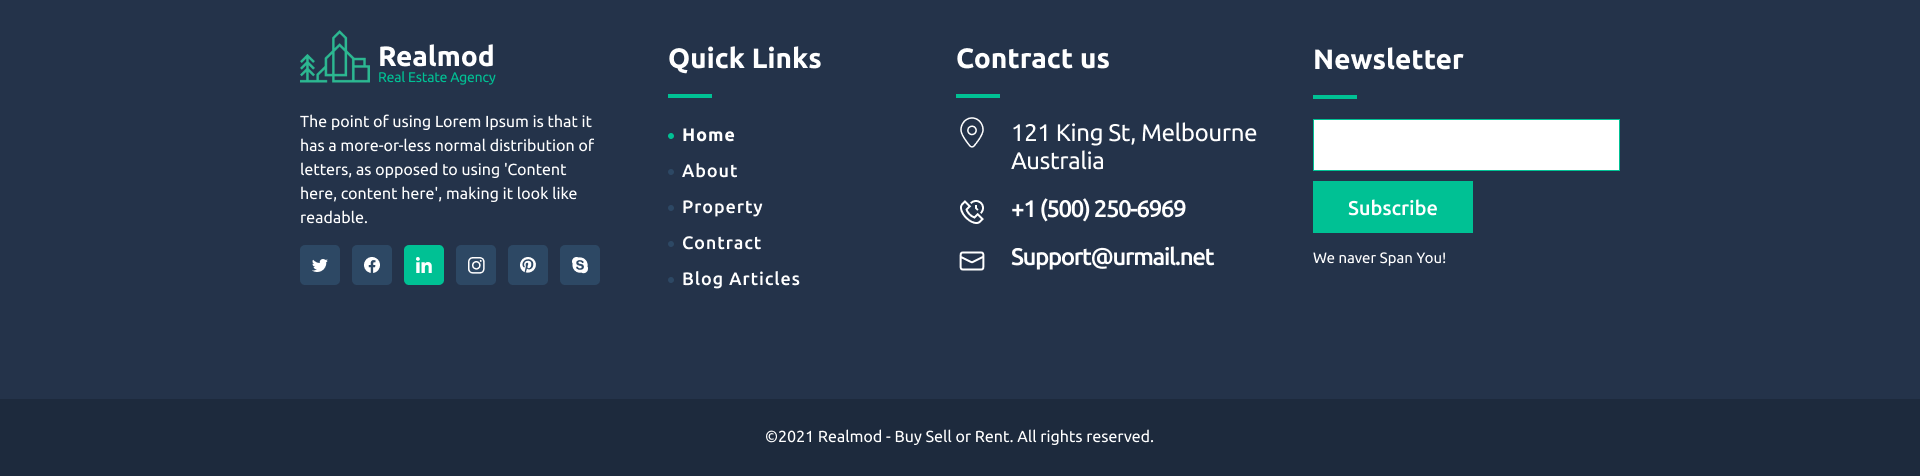 Realmod
Real Estate Agency
The point of using Lorem Ipsum is that it
has a more-or-less normal distribution of
letters, as opposed to using 'Content
here, content here', making it look like
readable.
Quick Links
Home
About
Property
Contract
Blog Articles
Contract us
121 King St, Melbourne
Australia
+1 (500) 250-6969
Support@urmail.net
Newsletter
Subscribe
We naver Span You!
©2021 Realmod - Buy Sell or Rent. All rights reserved.